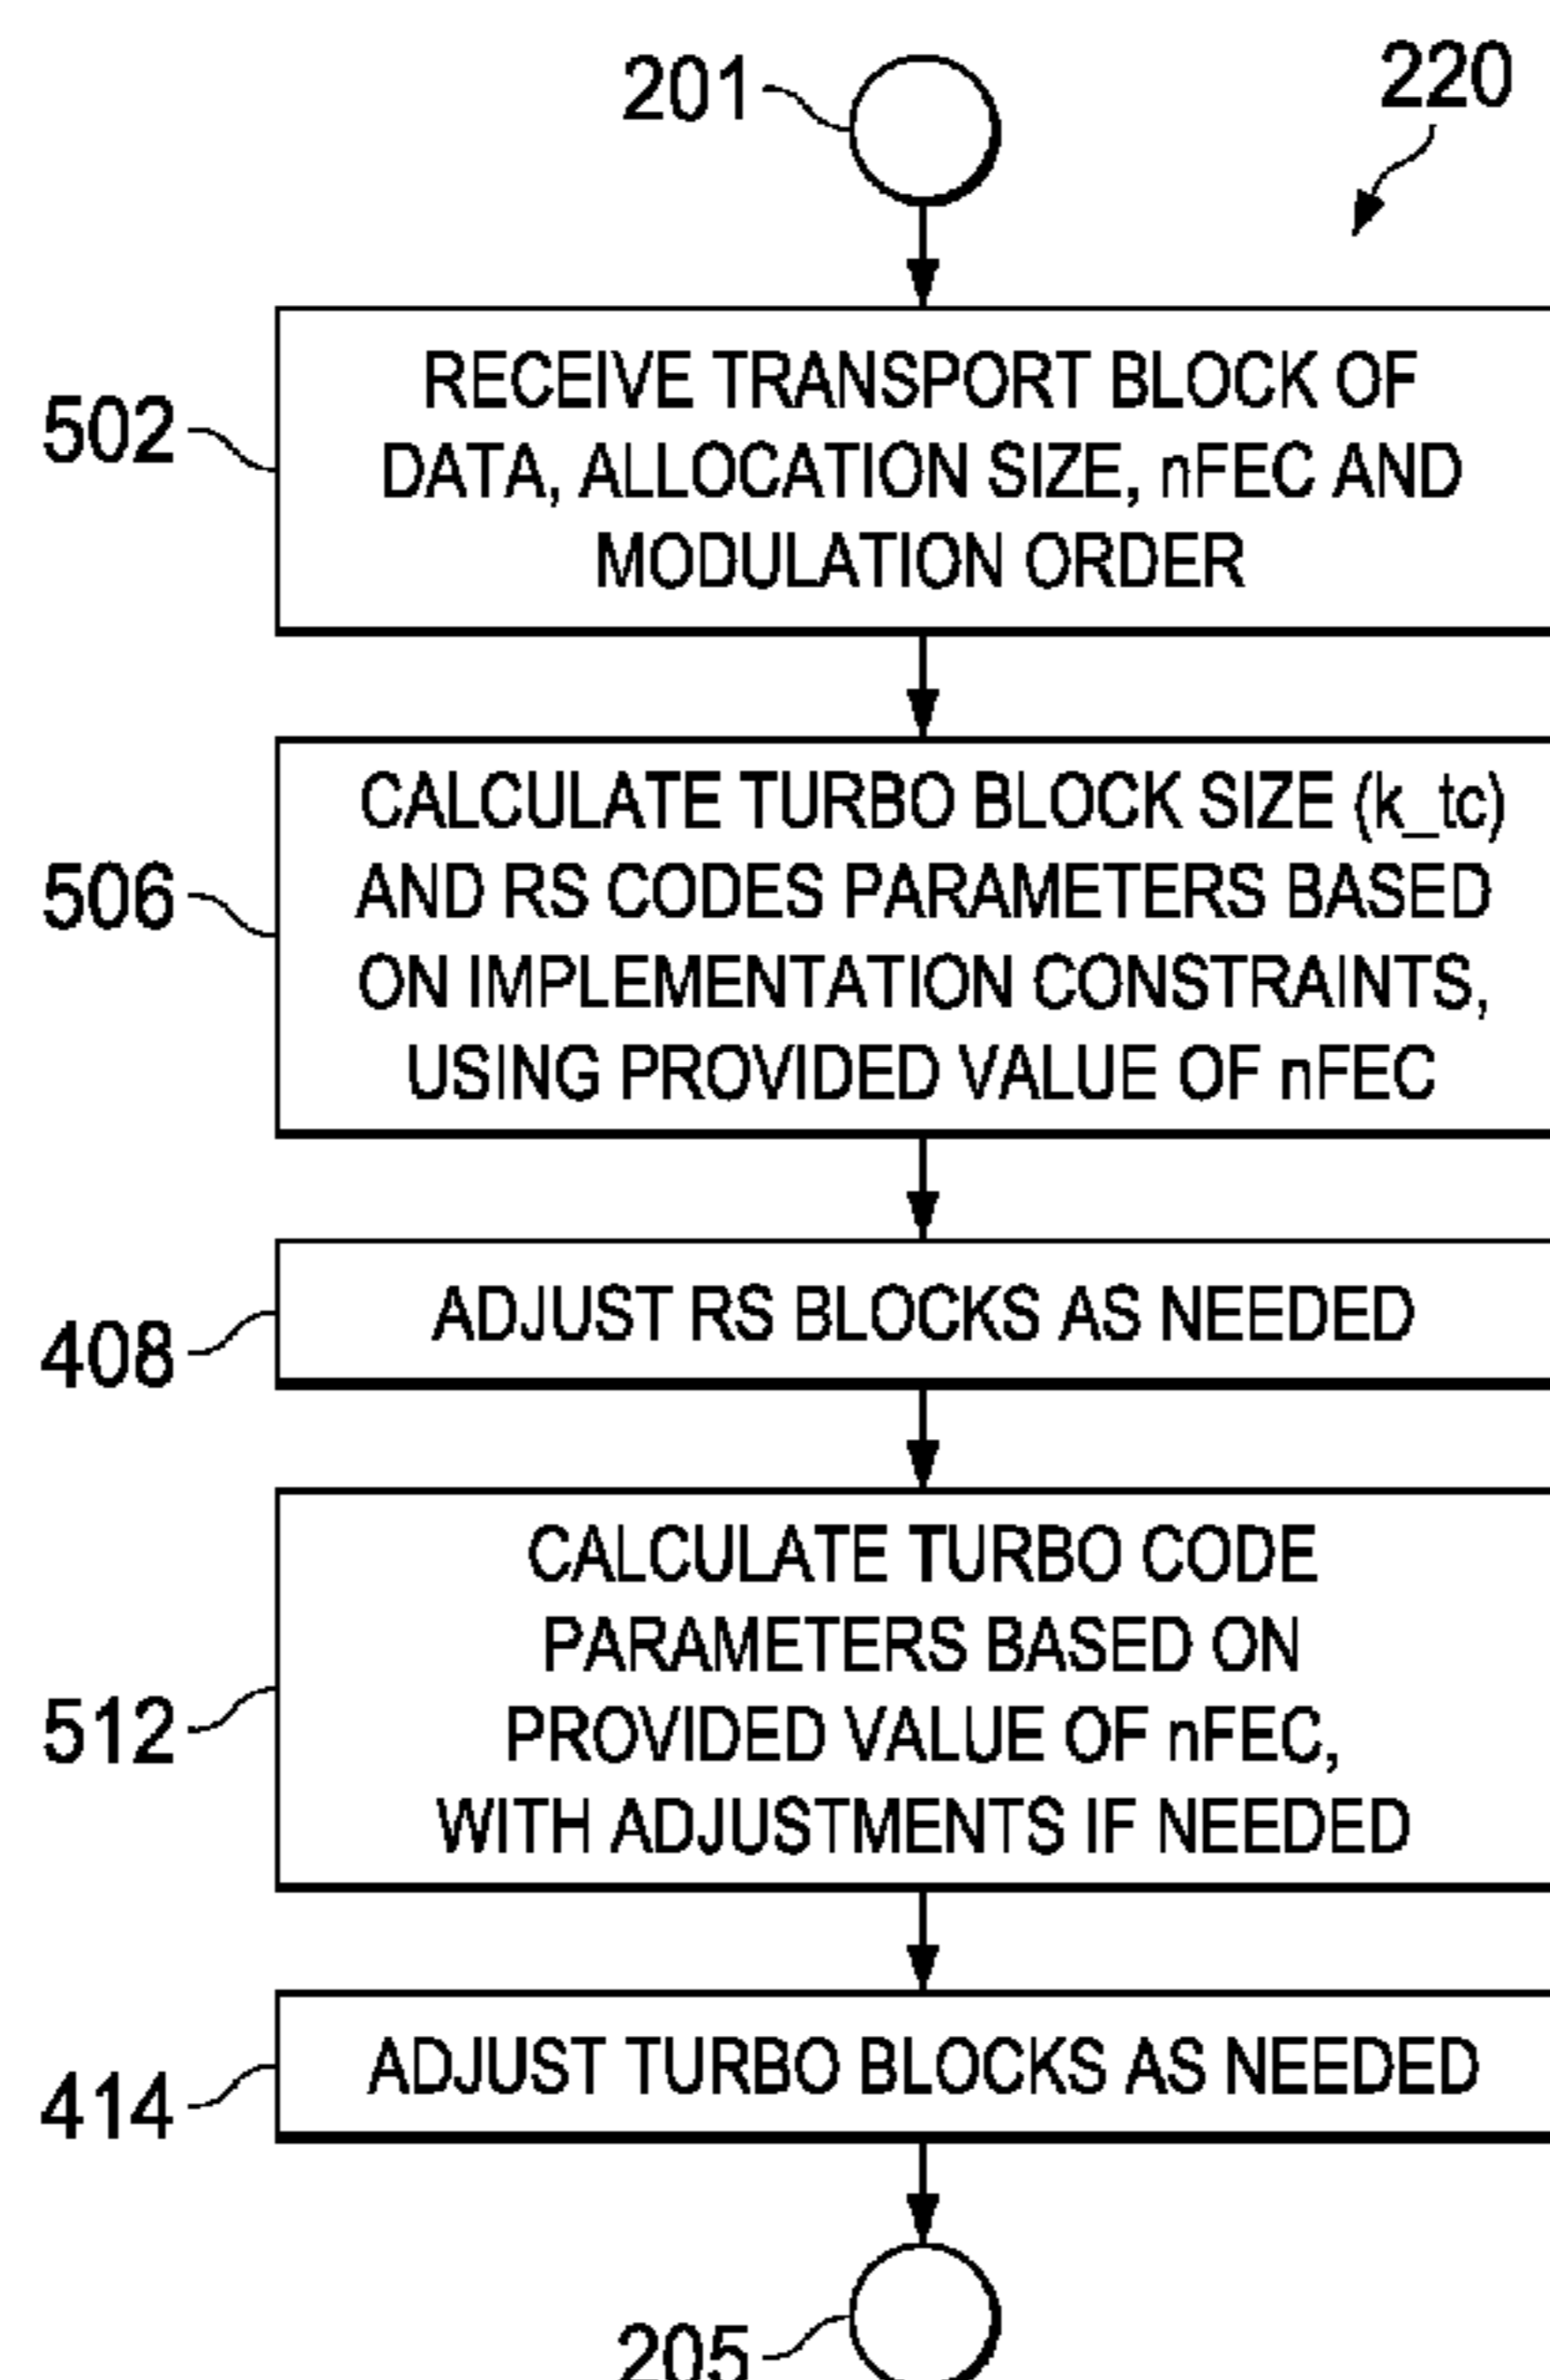 201
220
502
RECEIVE TRANSPORT BLOCK OF
DATA, ALLOCATION SIZE, nFEC AND
MODULATION ORDER
506
CALCULATE TURBO BLOCK SIZE (k_tc)
AND RS CODES PARAMETERS BASED
ON IMPLEMENTATION CONSTRAINTS,
USING PROVIDED VALUE OF nFEC
408
ADJUST RS BLOCKS AS NEEDED
512
CALCULATE TURBO CODE
PARAMETERS BASED ON
PROVIDED VALUE OF nFEC,
WITH ADJUSTMENTS IF NEEDED
414
ADJUST TURBO BLOCKS AS NEEDED
205